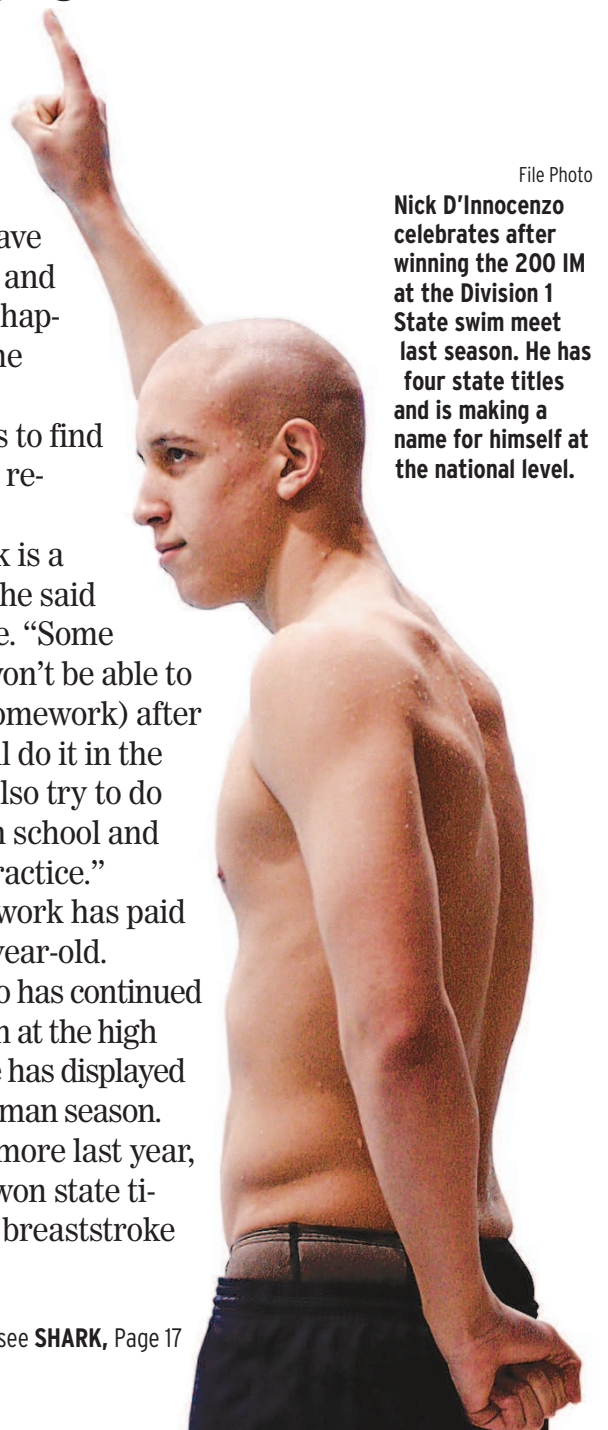 File Photo
Nick D'Innocenzo
celebrates after
winning the 200 IM
at the Division 1
State swim meet
last season. He has
four state titles
and is making a
name for himself at
the national level.
ave
and
hap-
s to find
re-
k is a
he said
e. “Some
on't be able to
omework) after
l do it in the
lso try to do
n school and
ractice.”
work has paid
year-old.
o has continued
n at the high
e has displayed
man season.
more last year,
won state ti-
breaststroke
see SHARK, Page 17